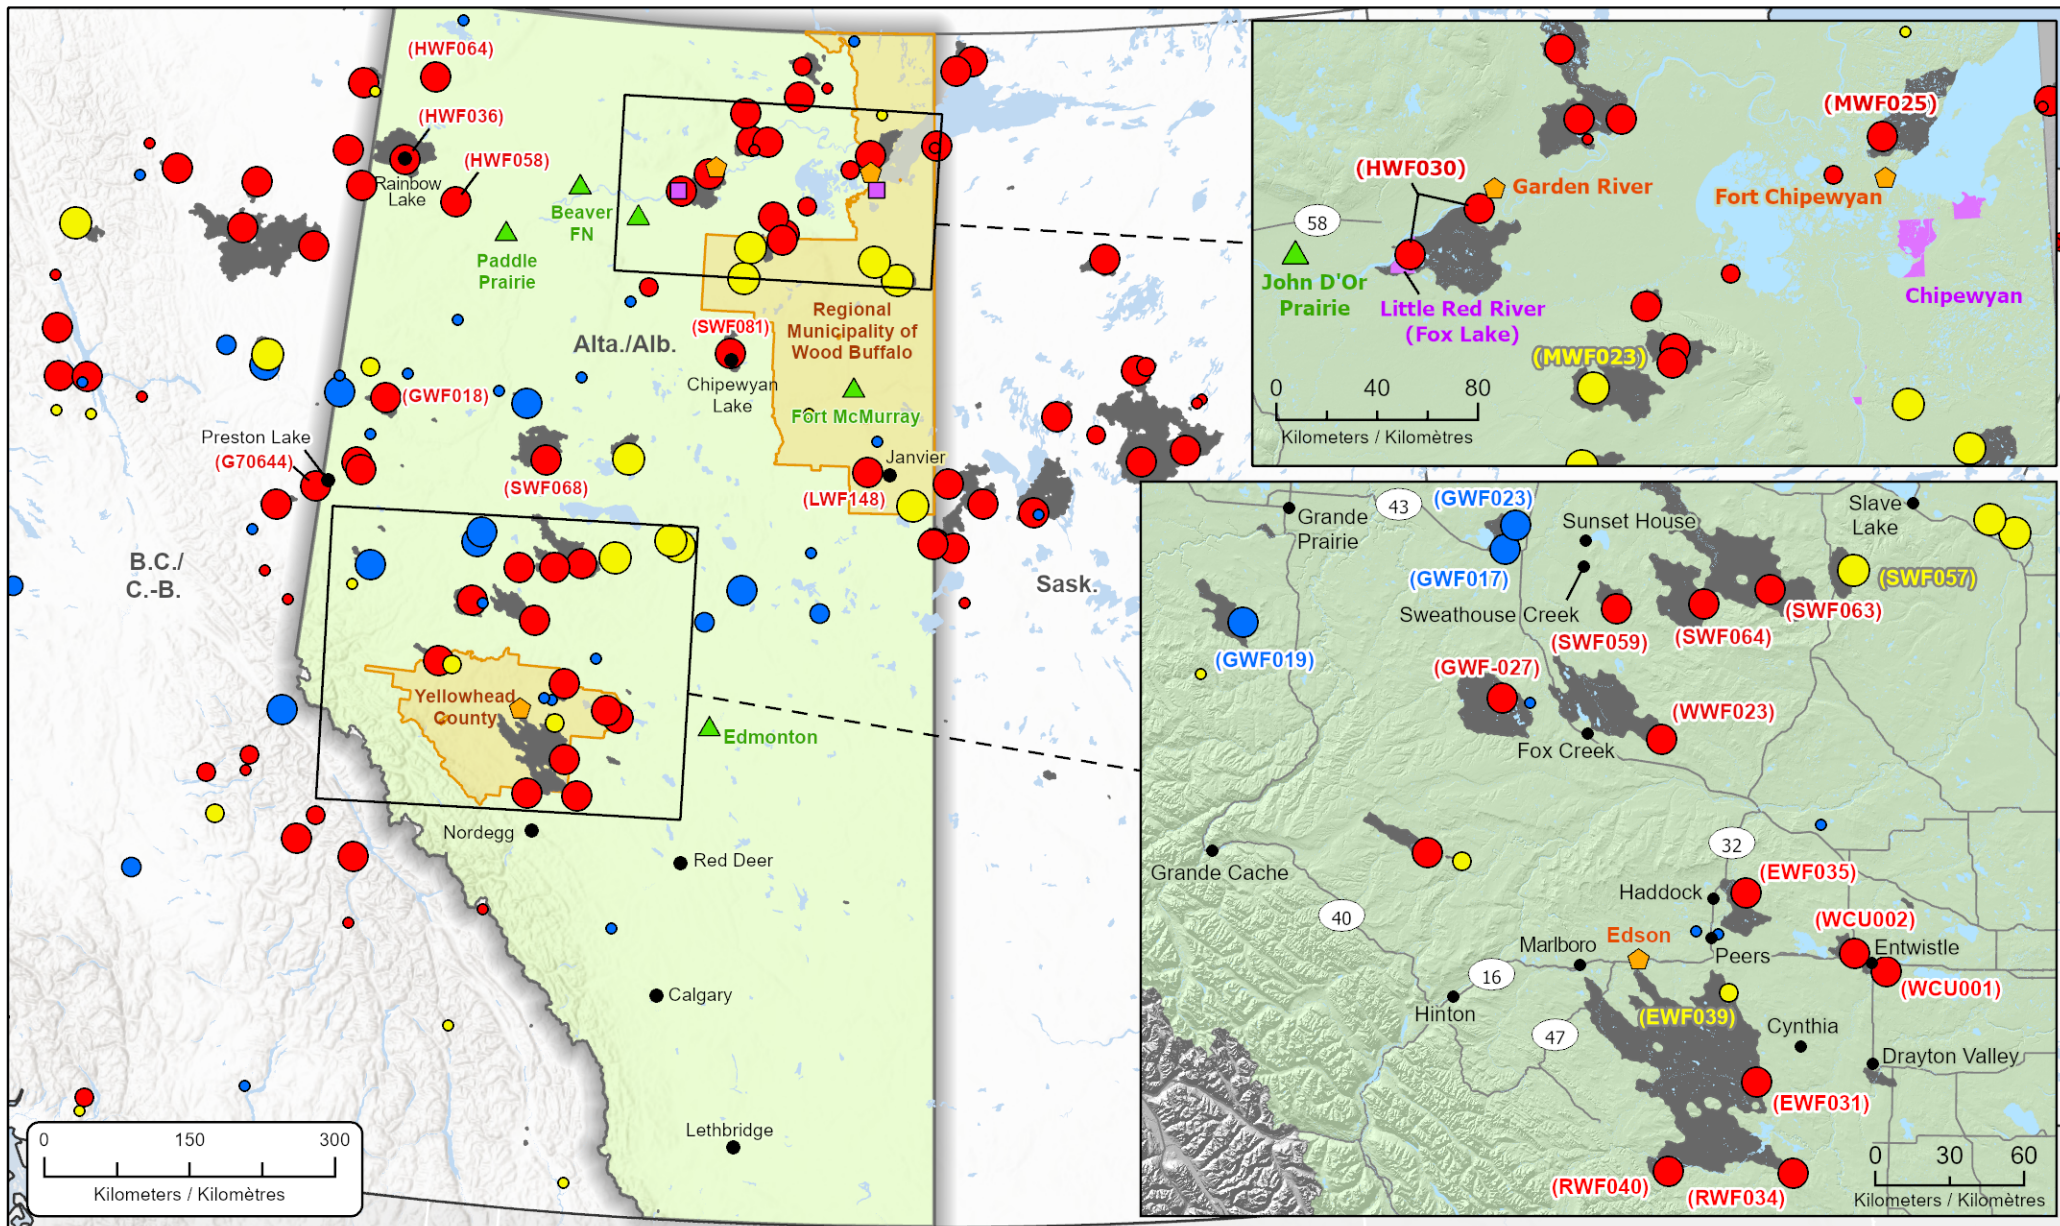 (HWF064)
(HWF036)
Rainbow
Lake
(HWF058)
Beaver
FN
Paddle
Prairie
(SWF081)
Regional
Municipality of
Wood Buffalo
Alta./Alb.
Chipewyan
Lake
Fort McMurray
(GWF018)
Preston Lake
(G70644)
(SWF068)
Janvier
(LWF148)
B.C./
C.-B.
Sask.
Yellowhead
County
Edmonton
Nordegg
Red Deer
Calgary
Lethbridge
0 150 300
Kilometers / Kilomètres
(MWF025)
(HWF030)
Garden River
Fort Chipewyan
58
John D'Or
Prairie
Little Red River
(Fox Lake)
Chipewyan
(MWF023)
0 40 80
Kilometers / Kilomètres
(GWF023)
43
Grande
Prairie
Sunset House
Slave
Lake
(GWF017)
Sweathouse Creek
(SWF057)
(SWF063)
(SWF059)
(SWF064)
(GWF019)
(GWF-027)
(WWF023)
Fox Creek
32
Grande Cache
(EWF035)
Haddock
40
(WCU002)
Marlboro
Edson
Peers
Entwistle
16
(WCU001)
Hinton
(EWF039)
Cynthia
47
Drayton Valley
(EWF031)
(RWF040)
(RWF034)
0 30 60
Kilometers / Kilomètres